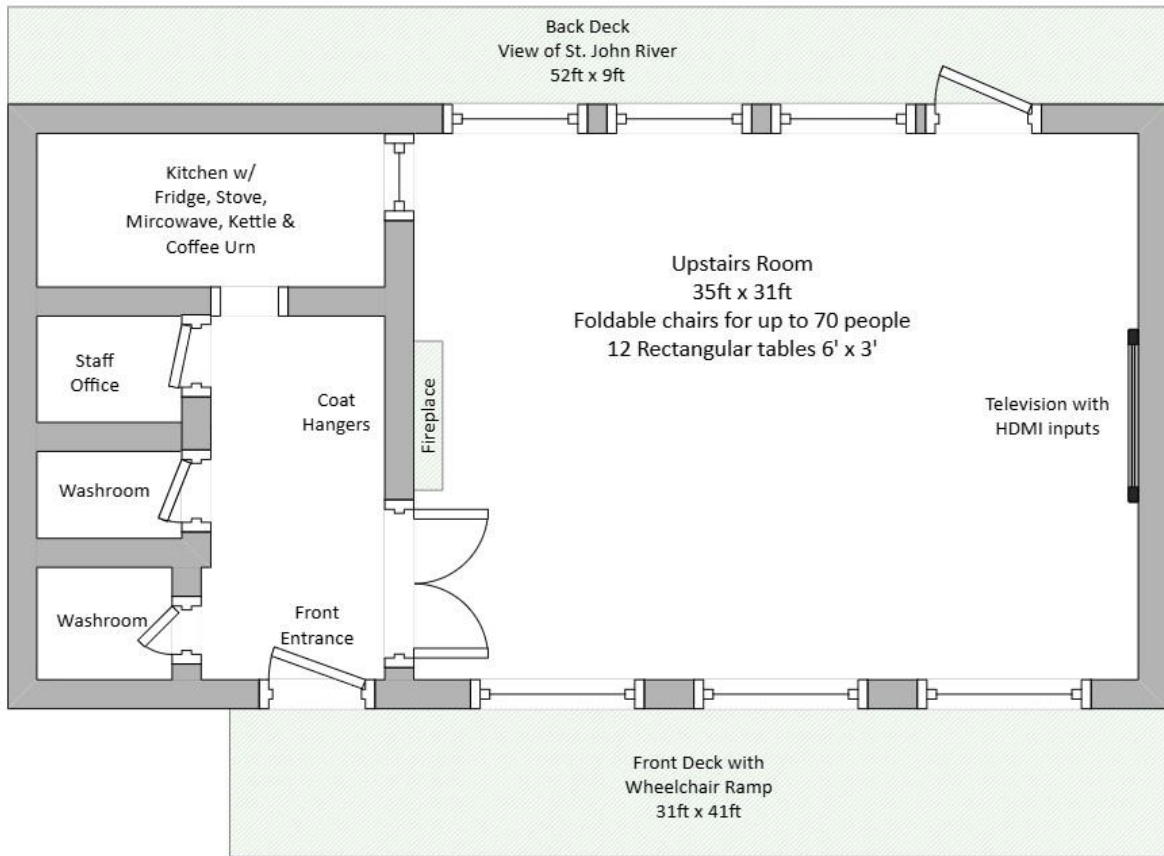 Back Deck
View of St. John River
52ft x 9ft
Kitchen w/
Fridge, Stove,
Mircowave, Kettle &
Coffee Urn
Upstairs Room
35ft x 31ft
Foldable chairs for up to 70 people
12 Rectangular tables 6' x 3'
Staff
Office
Coat
Hangers
Fireplace
Television with
HDMI inputs
Washroom
Washroom
Front
Entrance
Front Deck with
Wheelchair Ramp
31ft x 41ft